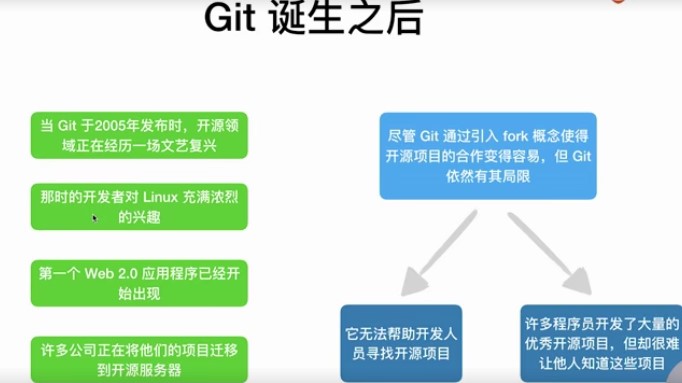 Git 诞生之后
当 Git 于2005年发布时，开源领
域正在经历一场文艺复兴
那时的开发者对 Linux 充满浓烈
的兴趣
第一个 Web 2.0 应用程序已经开
始出现
许多公司正在将他们的项目迁移
到开源服务器
尽管 Git 通过引入 fork 概念使得
开源项目的合作变得容易，但 Git
依然有其局限
它无法帮助开发人
员寻找开源项目
许多程序员开发了大量的
优秀开源项目，但却很难
让他人知道这些项目